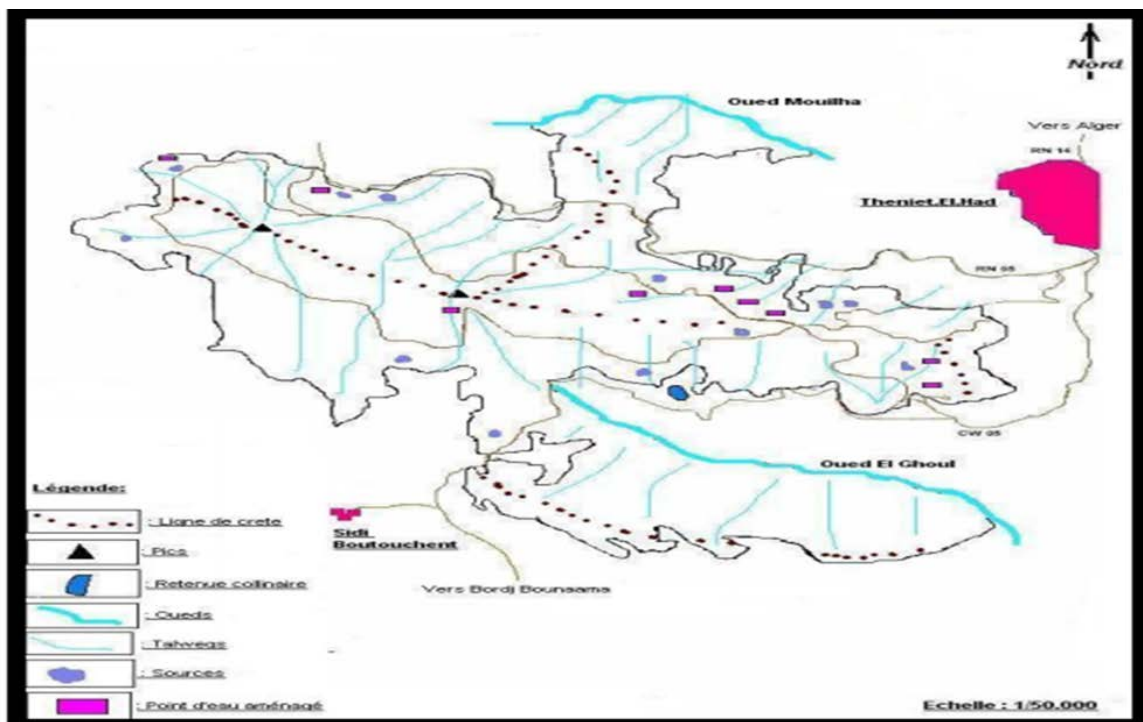 Nord
Oued Mouilha
Vers Alger
RN 14
Theniet.El.Had
RN 65
CW 05
Oued El Ghoul
Sidi
Boutouchent
Vers Bordj Bounaama
Légende:
: Ligne de crete
: Pics
: Retenue collinaire
: Oueds
: Talwegs
: Sources
: Point d'eau aménagé
Echelle : 1/50.000